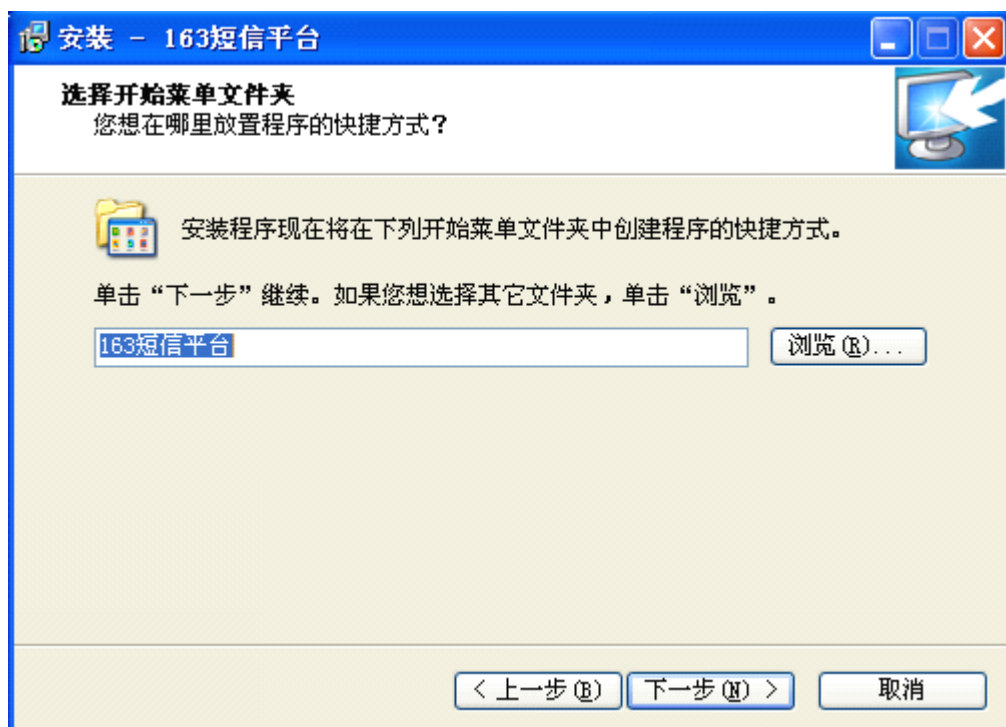 安装 - 163短信平台
选择开始菜单文件夹
您想在哪里放置程序的快捷方式?
安装程序现在将在下列开始菜单文件夹中创建程序的快捷方式。
单击“下一步”继续。如果您想选择其它文件夹,单击“浏览”。
163短信平台
浏览(R)...
< 上一步(B)
下一步(N) >
取消